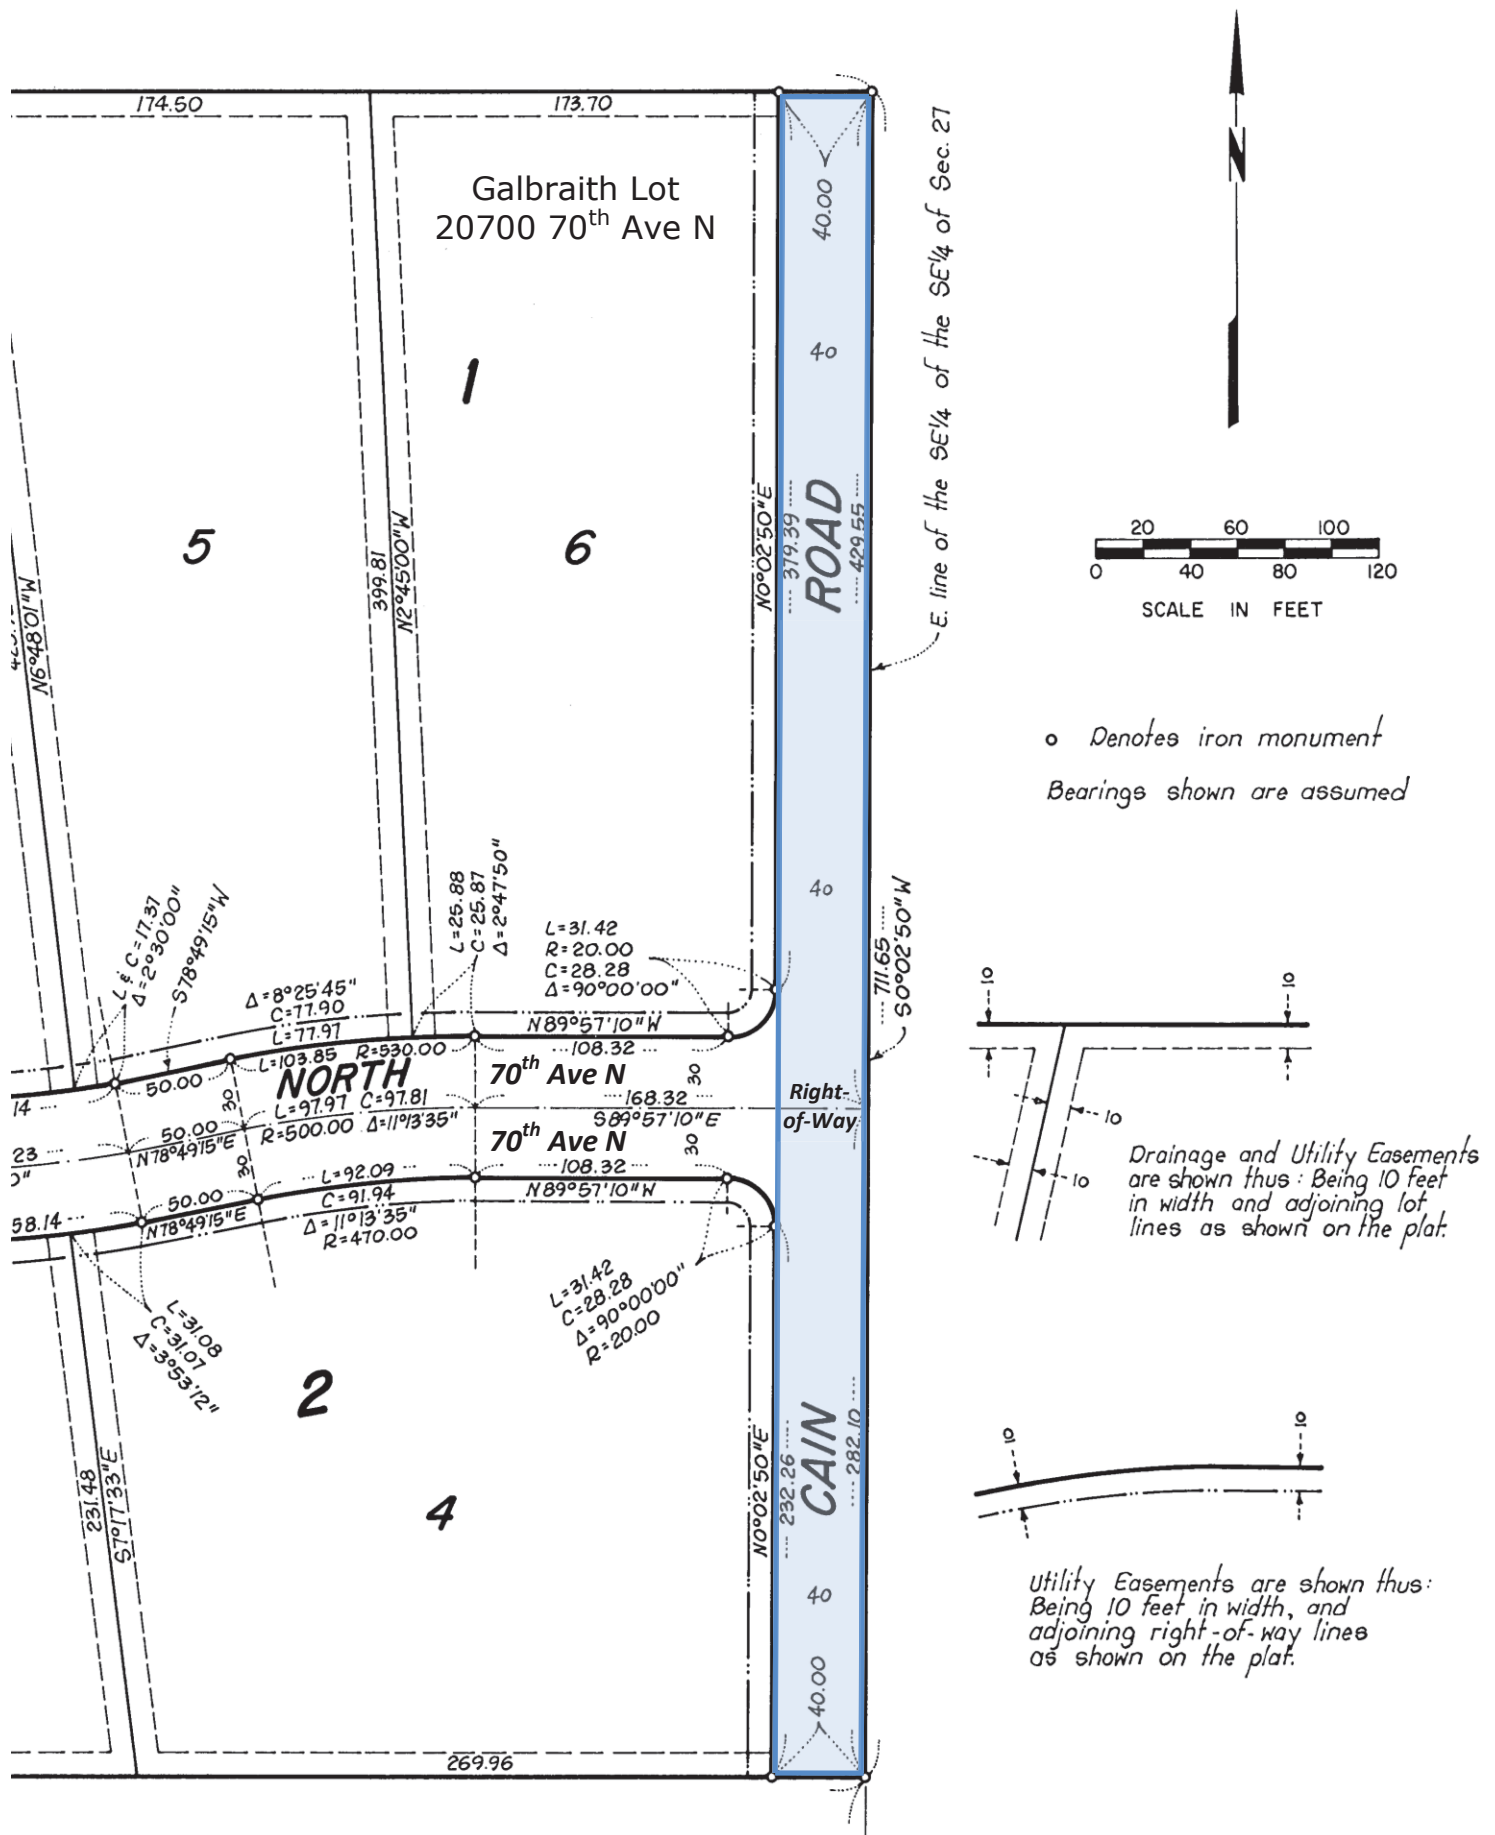 174.50
173.70
Galbraith Lot
20700 70th Ave N
40.00
E. line of the SE1/4 of the SE1/4 of Sec. 27
N
1
40
5
6
399.81
N2°45'00"W
N0°02'50"E
379.39
ROAD
429.55
N6°48'01"W
20 60 100
0 40 80 120
SCALE IN FEET
Denotes iron monument
Bearings shown are assumed
40
L & C=17.37
Δ=2°30'00"
S78°49'15"W
Δ=8°25'45"
C=77.90
L=77.97
L=25.88
C=25.87
Δ=2°47'50"
L=31.42
R=20.00
C=28.28
Δ=90°00'00"
711.65
S0°02'50"W
N89°57'10"W
L=103.85 R=530.00
108.32
50.00
NORTH
70th Ave N
30
30
14
L=97.97 C=97.81
R=500.00 Δ=11°13'35"
168.32
S89°57'10"E
Right-
of-Way
50.00
N78°49'15"E
23
0"
70th Ave N
30
30
L=92.09
C=91.94
Δ=11°13'35"
R=470.00
108.32
N89°57'10"W
50.00
N78°49'15"E
58.14
10
10
10
10
Drainage and Utility Easements
are shown thus: Being 10 feet
in width and adjoining lot
lines as shown on the plat.
L=31.42
C=28.28
Δ=90°00'00"
R=20.00
L=31.08
C=31.07
Δ=3°53'12"
2
231.48
S7°17'33"E
4
N0°02'50"E
232.26
CAIN
282.10
40
40.00
269.96
10
10
Utility Easements are shown thus:
Being 10 feet in width, and
adjoining right-of-way lines
as shown on the plat.